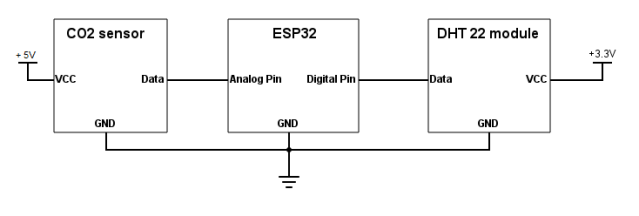 CO2 sensor
ESP32
DHT 22 module
+5V
+3.3V
VCC
Data
Analog Pin
Digital Pin
Data
VCC
GND
GND
GND